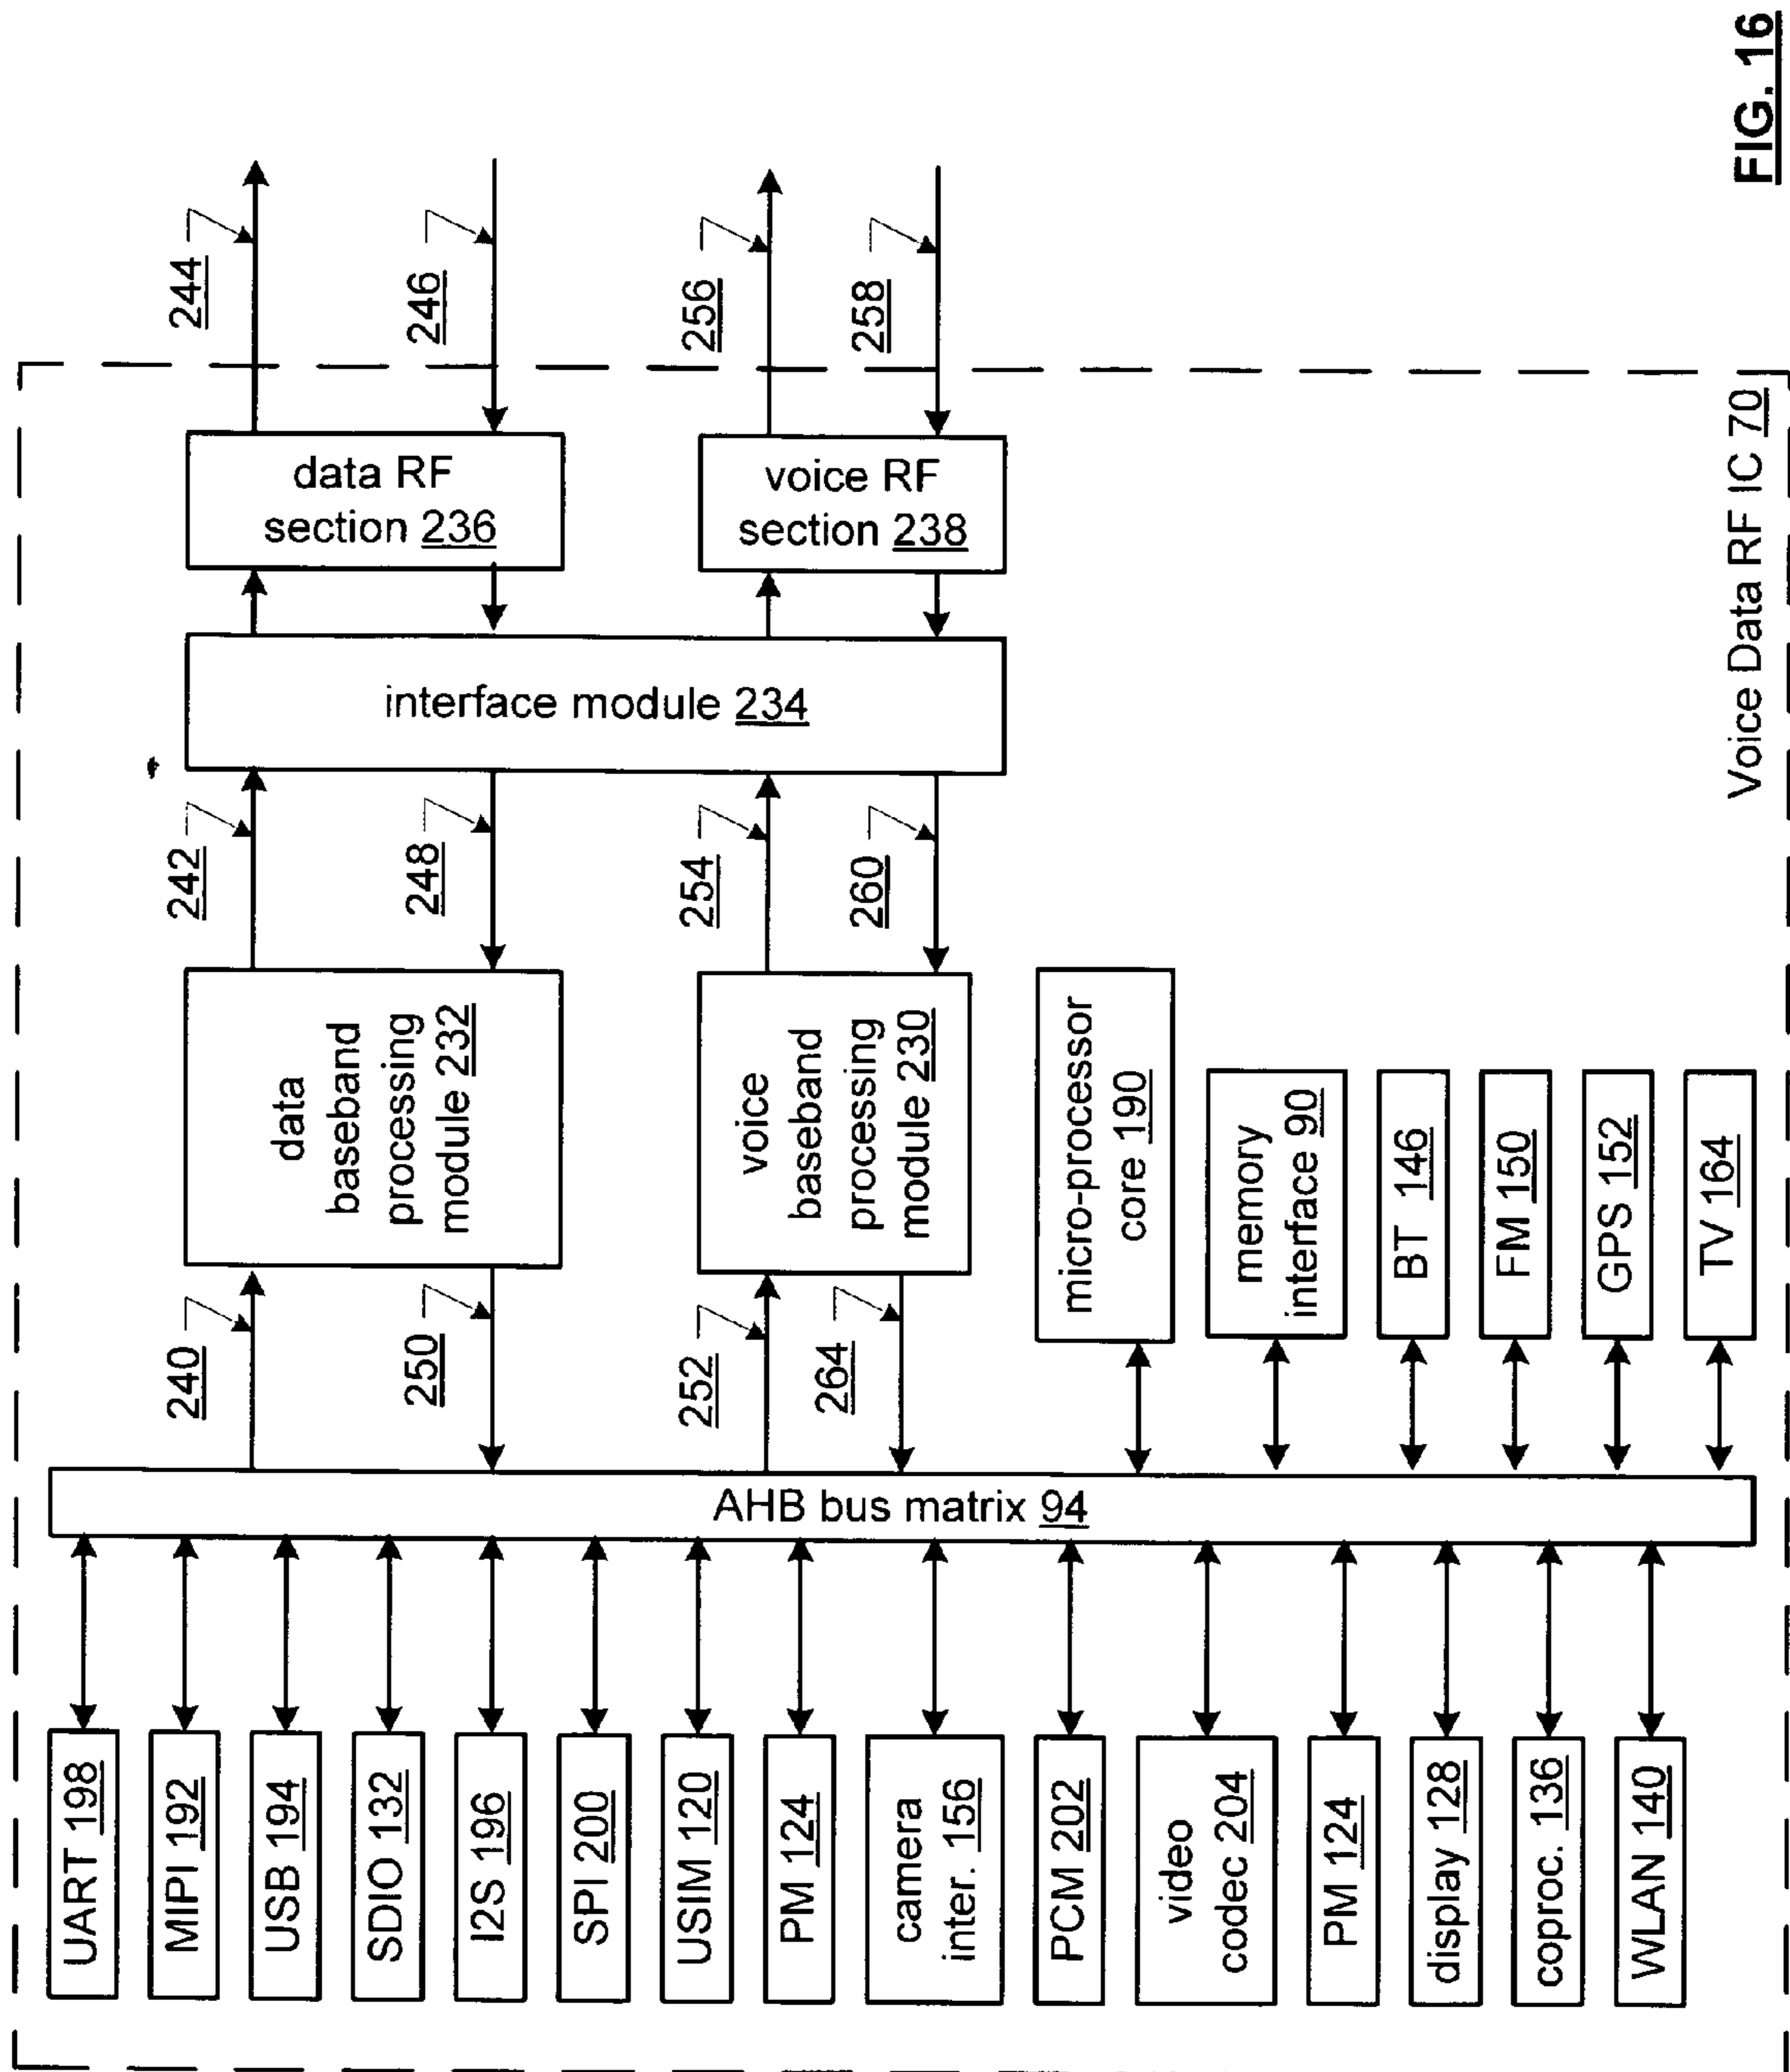 244
246
256
258
data RF
section 236
voice RF
section 238
interface module 234
242
248
254
260
data
baseband
processing
module 232
voice
baseband
processing
module 230
micro-processor
core 190
memory
interface 90
BT 146
FM 150
GPS 152
TV 164
240
250
252
264
AHB bus matrix 94
UART 198
MIPI 192
USB 194
SDIO 132
I2S 196
SPI 200
USIM 120
PM 124
camera
inter. 156
PCM 202
video
codec 204
PM 124
display 128
coproc. 136
WLAN 140
Voice Data RF IC 70
FIG. 16